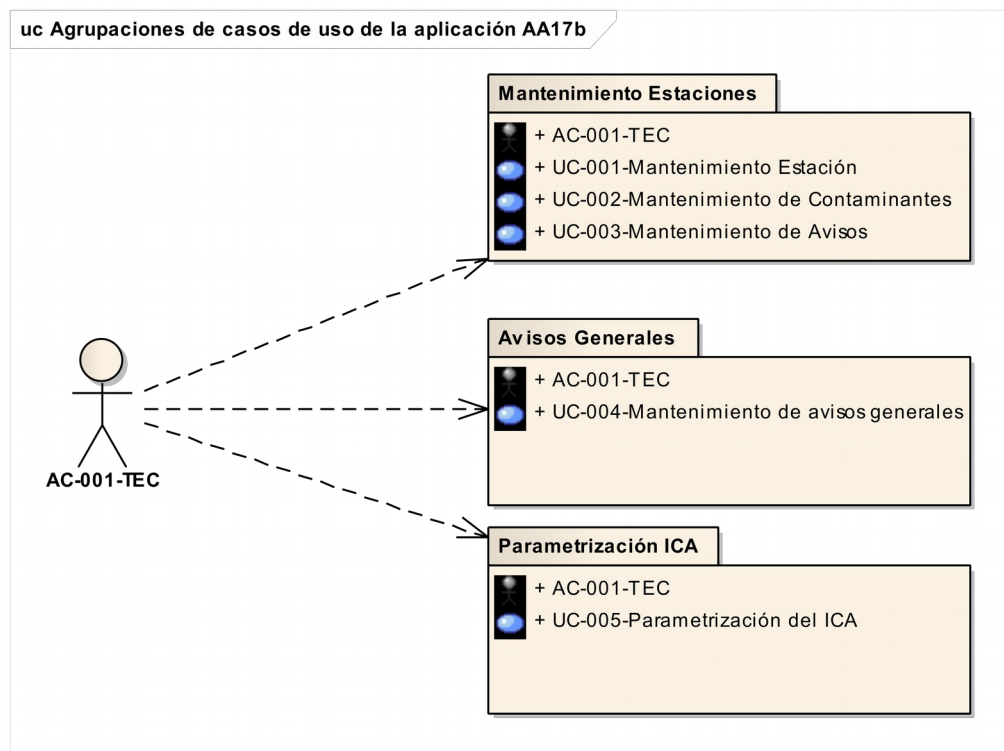 uc Agrupaciones de casos de uso de la aplicación AA17b
Mantenimiento Estaciones
+ AC-001-TEC
+ UC-001-Mantenimiento Estación
+ UC-002-Mantenimiento de Contaminantes
+ UC-003-Mantenimiento de Avisos
Avisos Generales
+ AC-001-TEC
+ UC-004-Mantenimiento de avisos generales
AC-001-TEC
Parametrización ICA
+ AC-001-TEC
+ UC-005-Parametrización del ICA